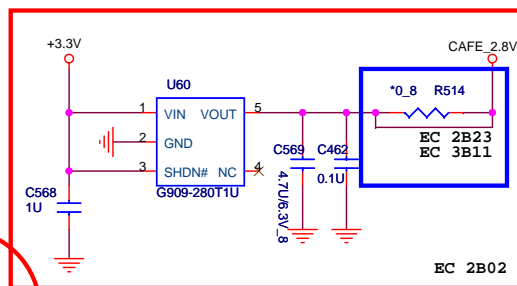 +3.3V
CAFE_2.8V
U60
*0_8 R514
1 VIN VOUT 5
2 GND
3 SHDN# NC 4
G909-280T1U
EC 2B23
EC 3B11
C569
C462
4.7U/6.3V_8
0.1U
C568
1U
EC 2B02